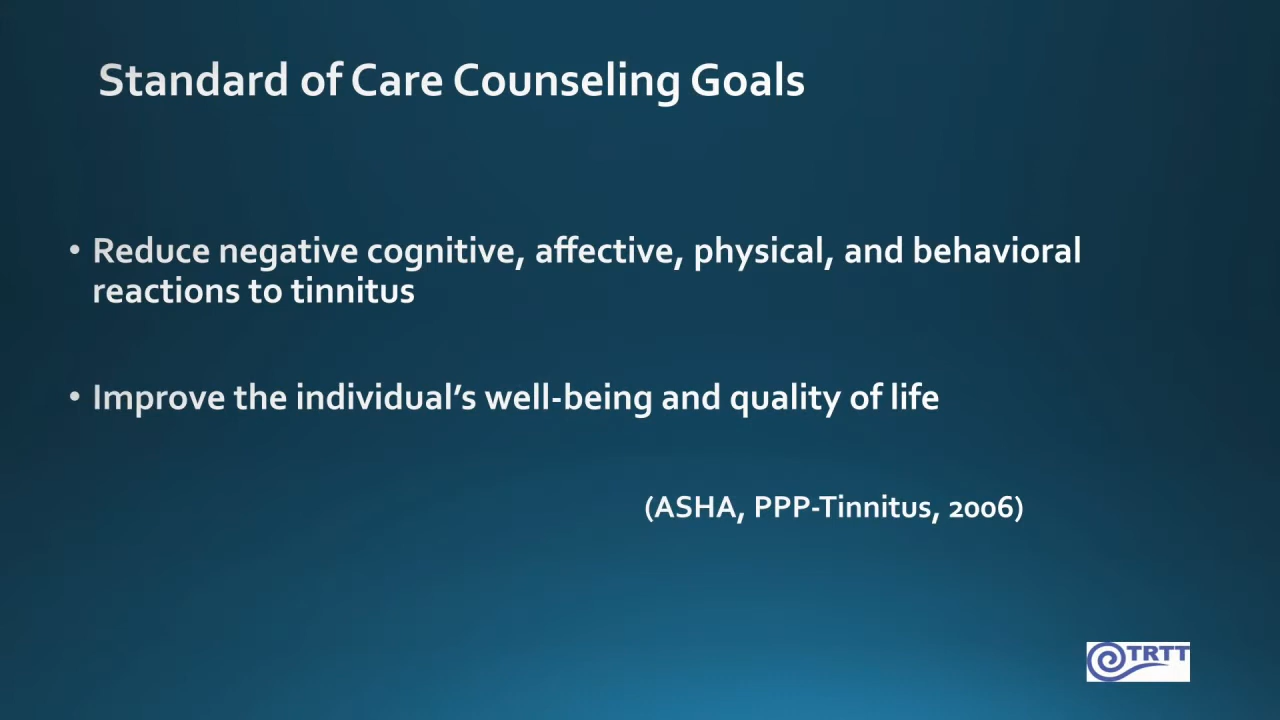 Standard of Care Counseling Goals
• Reduce negative cognitive, affective, physical, and behavioral
reactions to tinnitus
• Improve the individual’s well-being and quality of life
(ASHA, PPP-Tinnitus, 2006)
TRTT